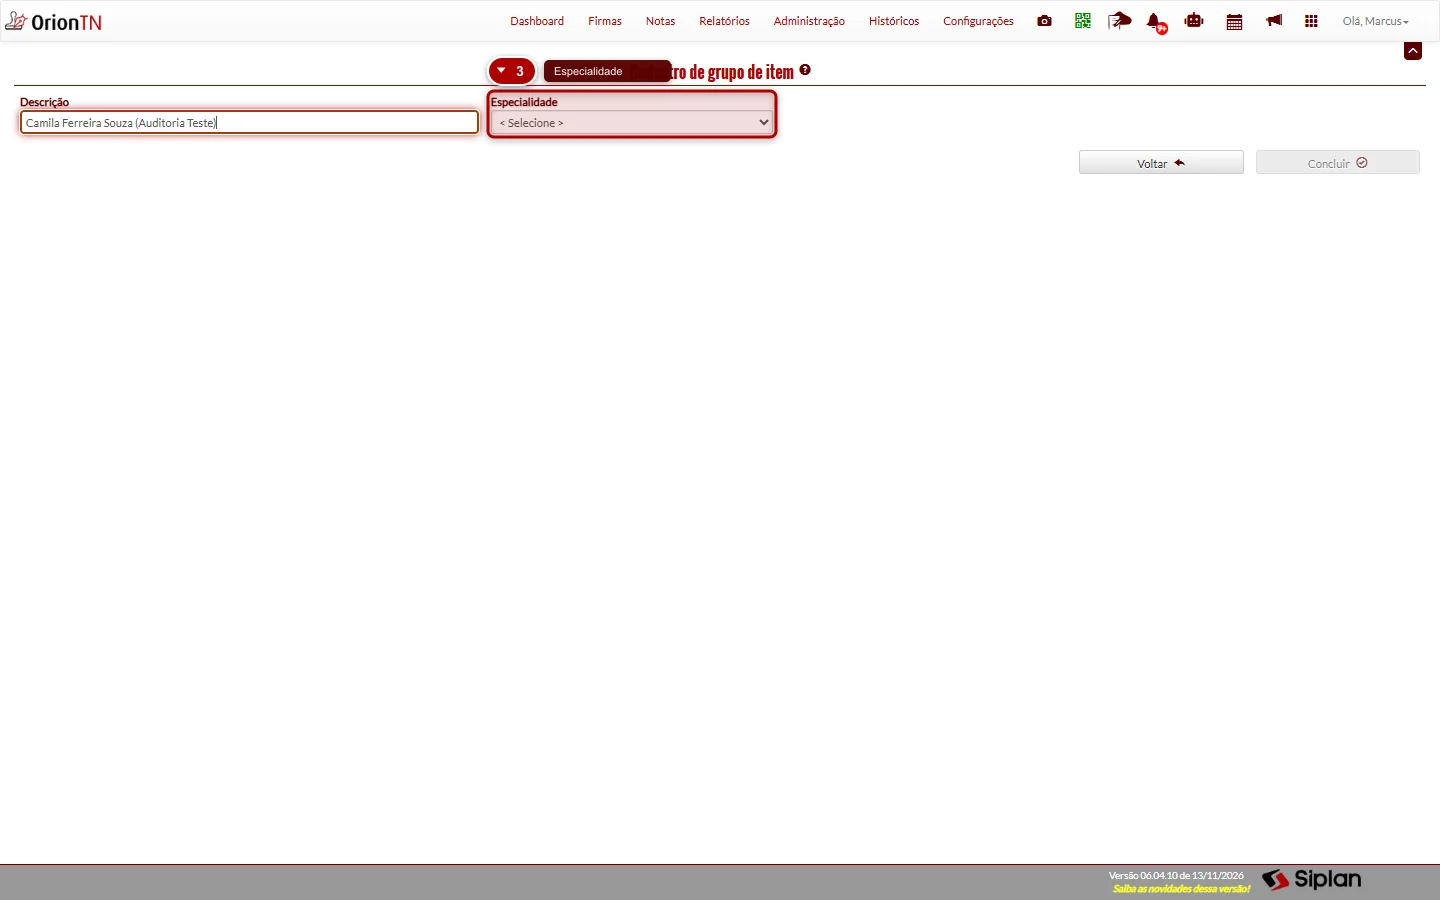 OrionTN
Dashboard
Firmas
Notas
Relatórios
Administração
Históricos
Configurações
9+
Olá, Marcus
3
Especialidade
ro de grupo de item
Descrição
Especialidade
Camila Ferreira Souza (Auditoria Teste)
< Selecione >
Voltar
Concluir
Versão 06.04.10 de 13/11/2026
Saiba as novidades dessa versão!
Siplan